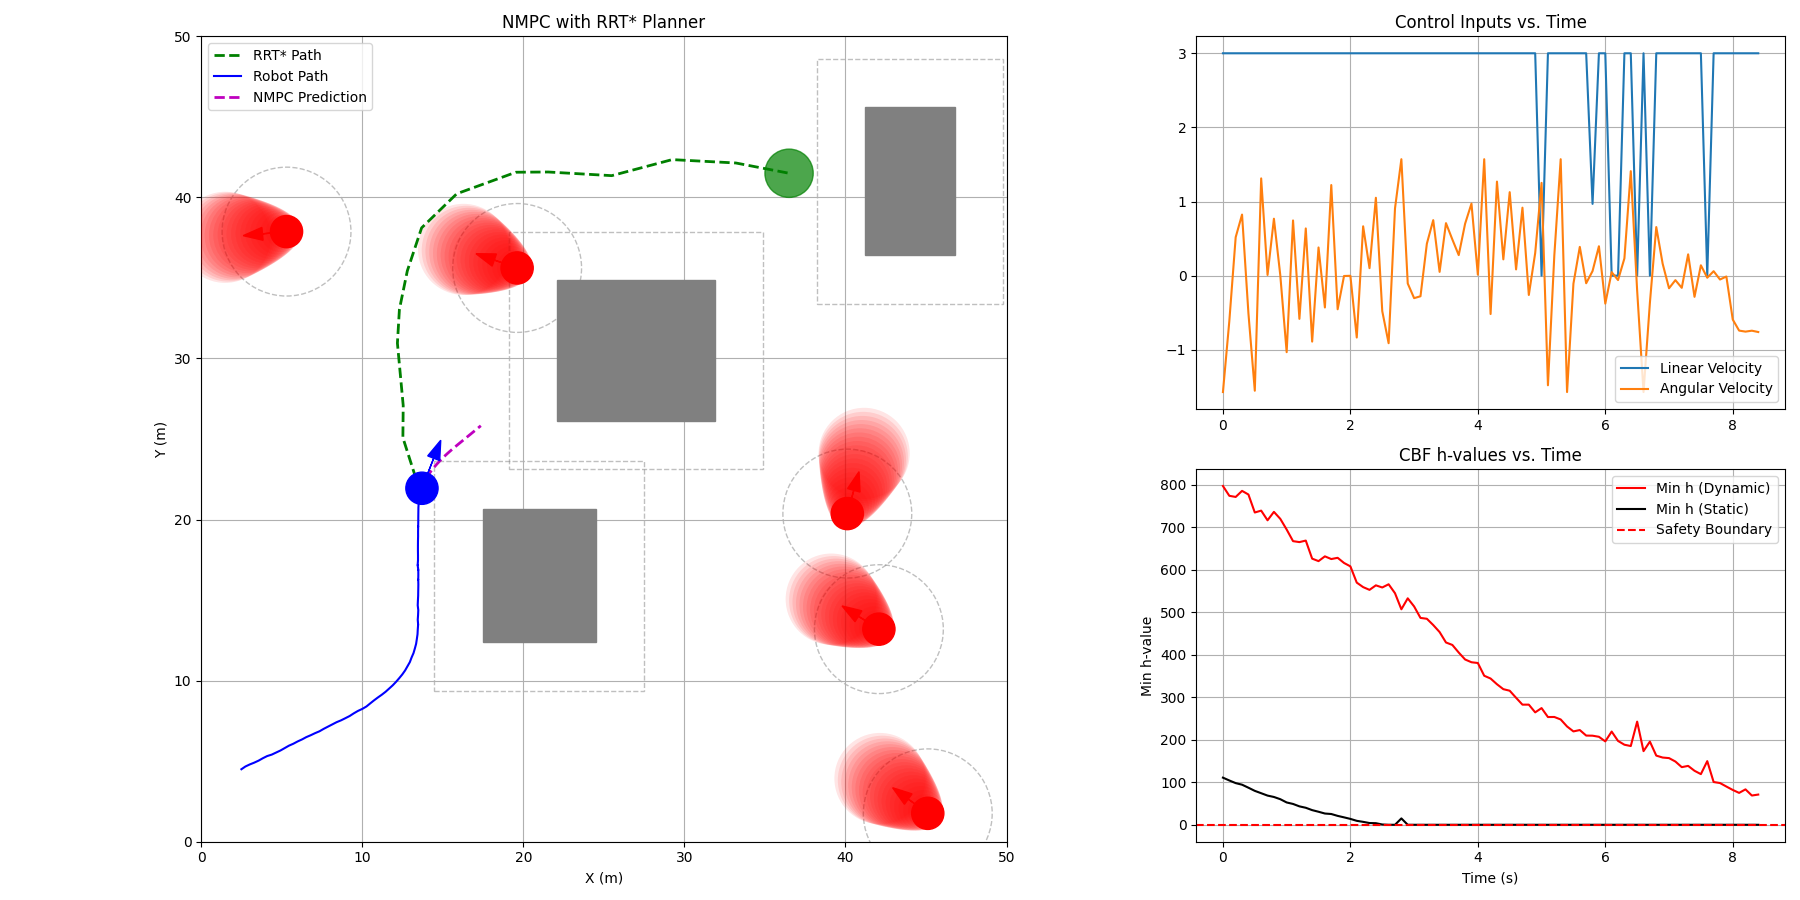 NMPC with RRT* Planner
RRT* Path
Robot Path
NMPC Prediction
50
40
30
20
10
0
Y (m)
0 10 20 30 40 50
X (m)
Control Inputs vs. Time
3
2
1
0
−1
Linear Velocity
Angular Velocity
0 2 4 6 8
CBF h-values vs. Time
Min h (Dynamic)
Min h (Static)
Safety Boundary
800
700
600
500
400
300
200
100
0
Min h-value
0 2 4 6 8
Time (s)